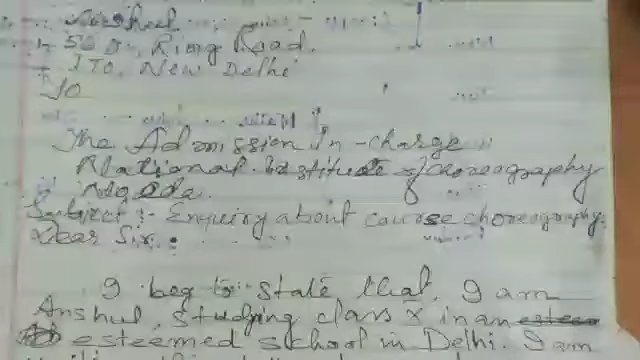 50 D, Ring Road.
ITO, New Delhi
To
The Admission In-charge
National Institute of choreography
Noida.
Subject :- Enquiry about course choreography.
Dear Sir.
I beg to state that. I am
Anshul, studying class X in an
esteemed school in Delhi. I am